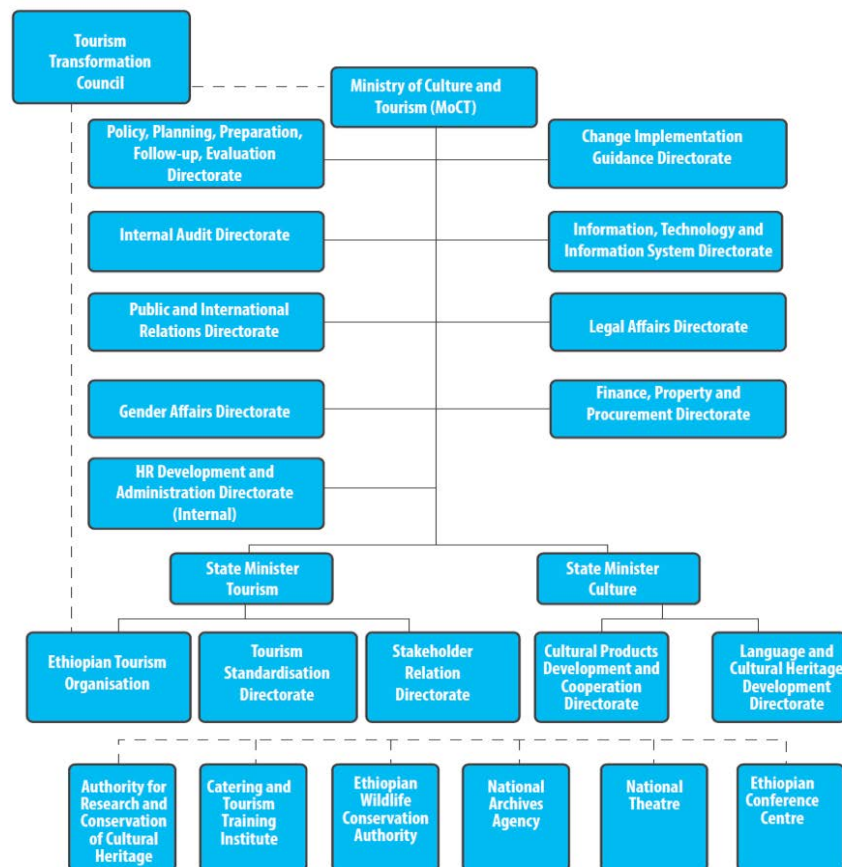 Tourism
Transformation
Council
Ministry of Culture and
Tourism (MoCT)
Policy, Planning, Preparation,
Follow-up, Evaluation
Directorate
Change Implementation
Guidance Directorate
Internal Audit Directorate
Information, Technology and
Information System Directorate
Public and International
Relations Directorate
Legal Affairs Directorate
Gender Affairs Directorate
Finance, Property and
Procurement Directorate
HR Development and
Administration Directorate
(Internal)
State Minister
Tourism
State Minister
Culture
Ethiopian Tourism
Organisation
Tourism
Standardisation
Directorate
Stakeholder
Relation
Directorate
Cultural Products
Development and
Cooperation
Directorate
Language and
Cultural Heritage
Development
Directorate
Authority for
Research and
Conservation
of Cultural
Heritage
Catering and
Tourism
Training
Institute
Ethiopian
Wildlife
Conservation
Authority
National
Archives
Agency
National
Theatre
Ethiopian
Conference
Centre